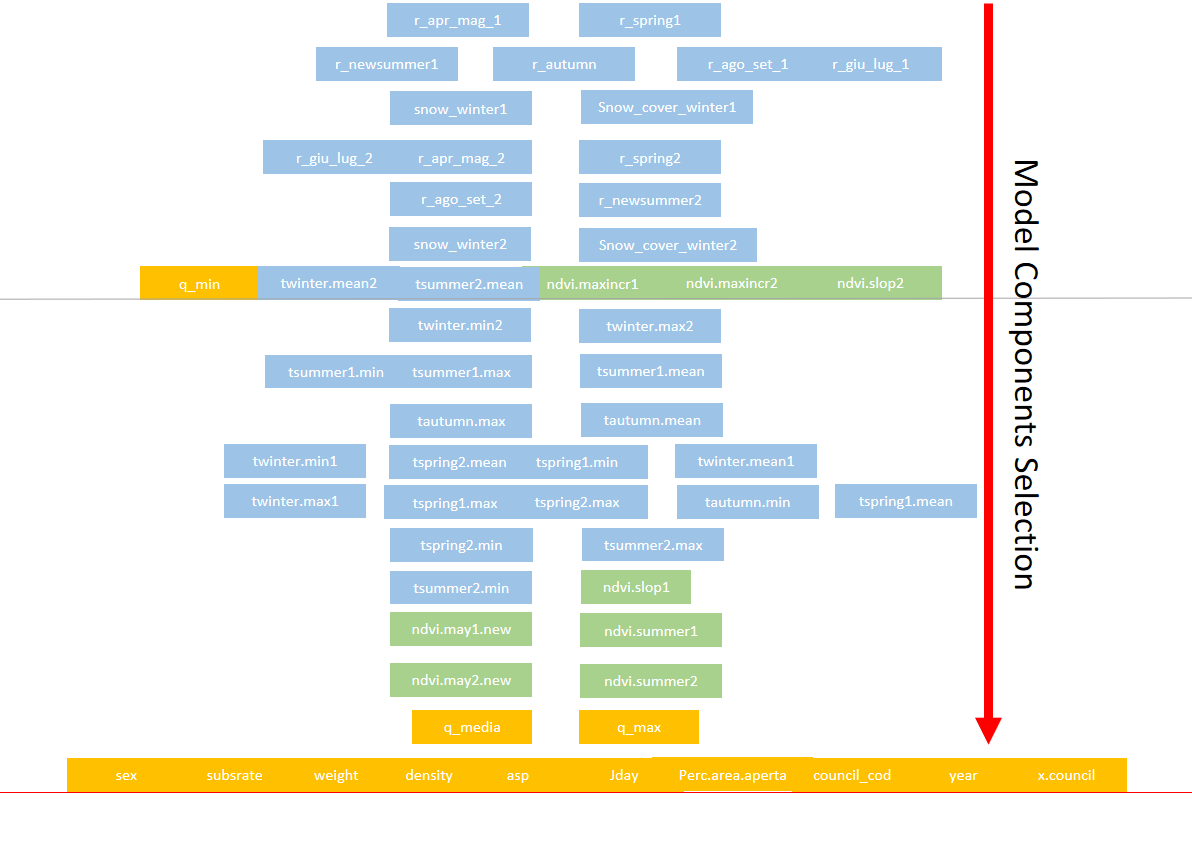 r_apr_mag_1 r_spring1
r_newsummer1 r_autumn r_ago_set_1 r_giu_lug_1
snow_winter1 Snow_cover_winter1
r_giu_lug_2 r_apr_mag_2 r_spring2
r_ago_set_2 r_newsummer2
snow_winter2 Snow_cover_winter2
q_min twinter.mean2 tsummer2.mean ndvi.maxincr1 ndvi.maxincr2 ndvi.slop2
twinter.min2 twinter.max2
tsummer1.min tsummer1.max tsummer1.mean
tautumn.max tautumn.mean
twinter.min1 tspring2.mean tspring1.min twinter.mean1
twinter.max1 tspring1.max tspring2.max tautumn.min tspring1.mean
tspring2.min tsummer2.max
tsummer2.min ndvi.slop1
ndvi.may1.new ndvi.summer1
ndvi.may2.new ndvi.summer2
q_media q_max
sex subsrate weight density asp Jday Perc.area.aperta council_cod year x.council
Model Components Selection